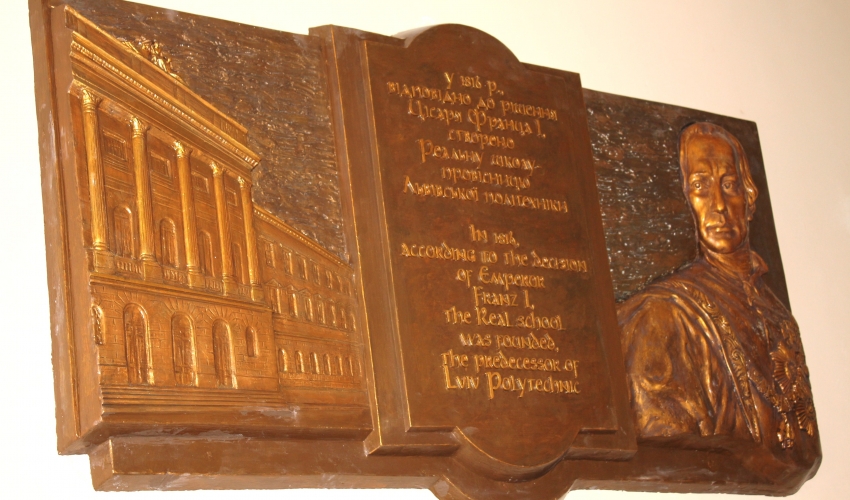 У 1816 р.,
відповідно до рішення
Цісаря Франца I,
створено
Реальну школу-
провісницю
Львівської політехніки
In 1816,
according to the decision
of Emperor
Franz I,
the Real school
was founded,
the predecessor of
Lviv Polytechnic